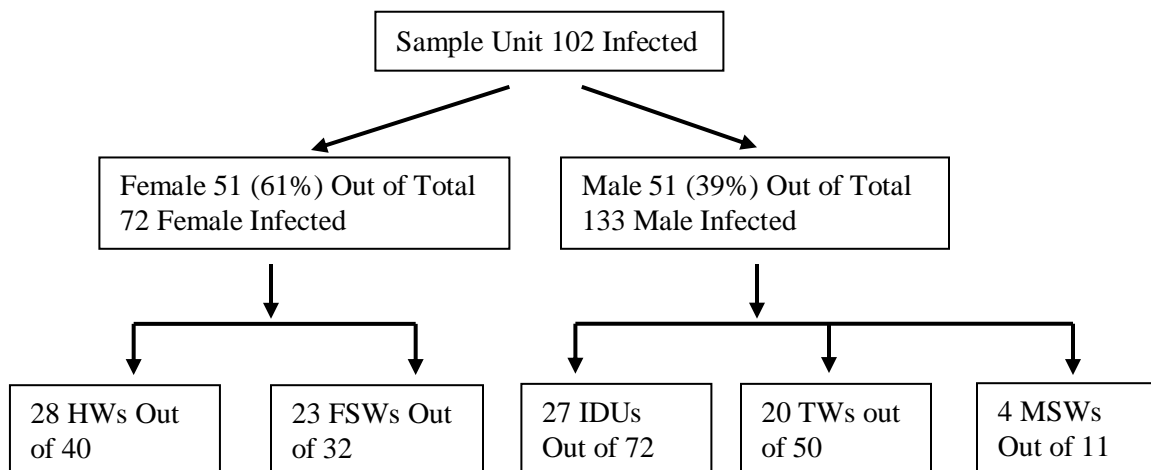 Sample Unit 102 Infected
Female 51 (61%) Out of Total
72 Female Infected
Male 51 (39%) Out of Total
133 Male Infected
28 HWs Out
of 40
23 FSWs Out
of 32
27 IDUs
Out of 72
20 TWs out
of 50
4 MSWs
Out of 11